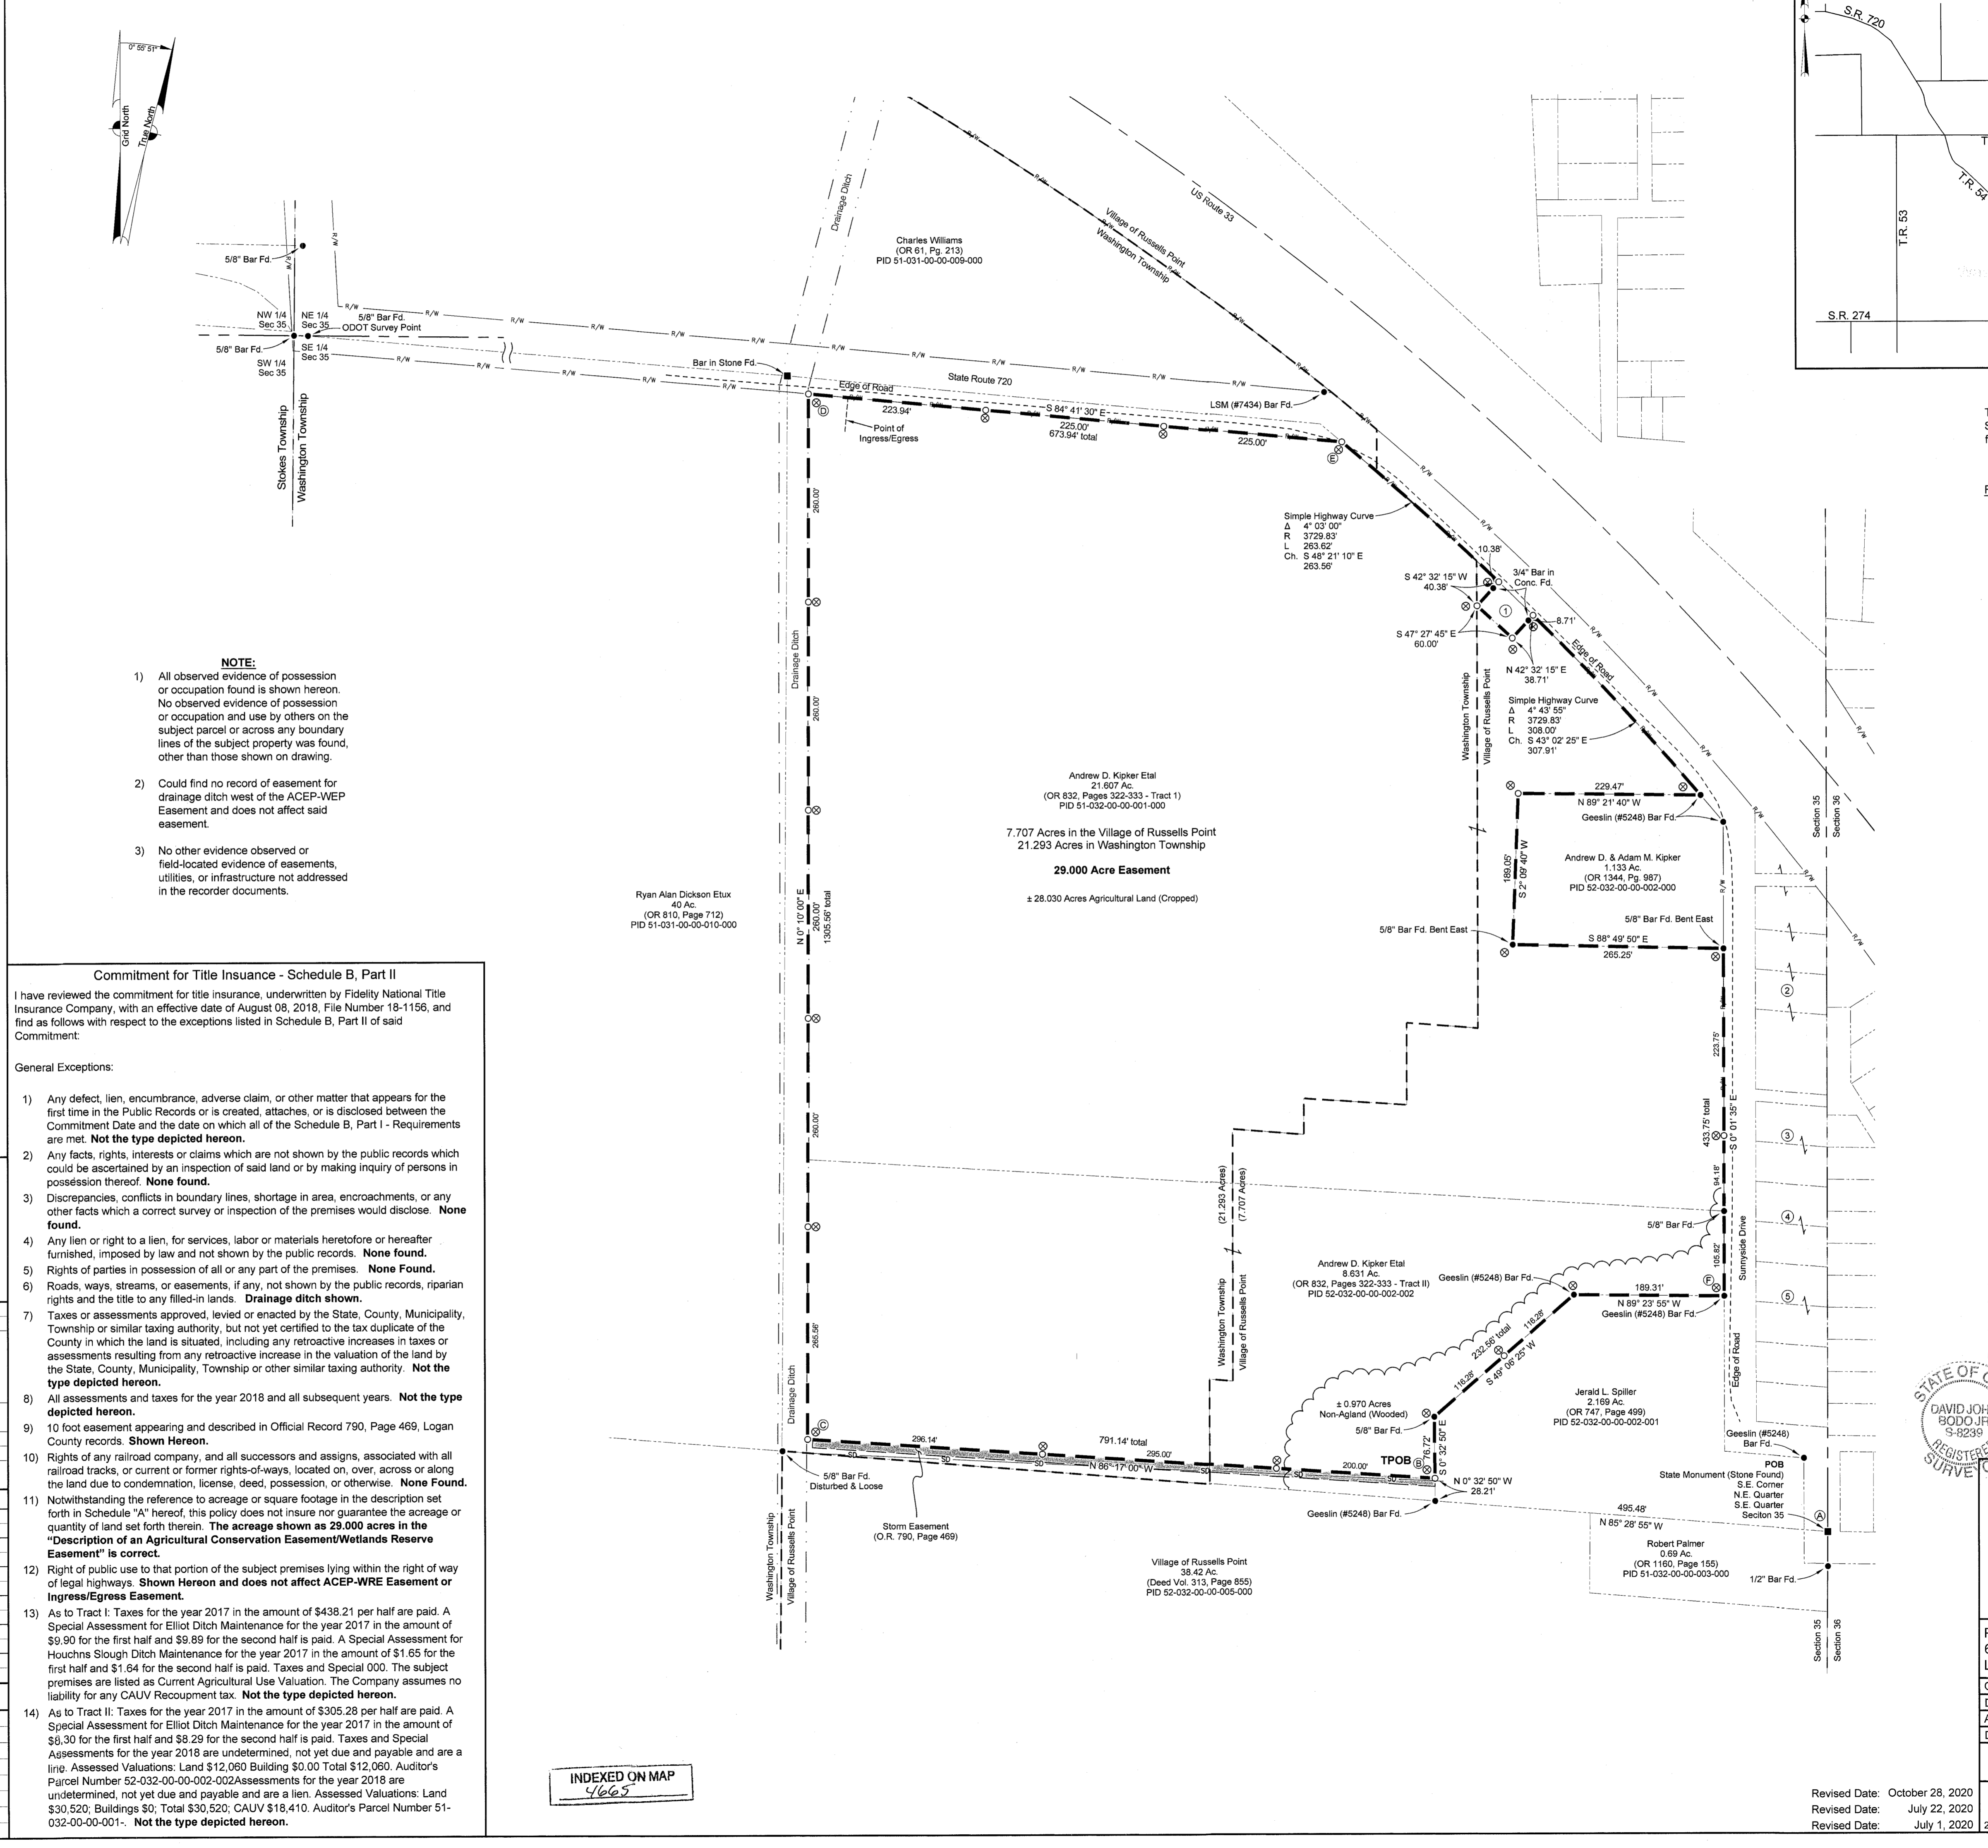 0° 56' 51"
Grid North
True North
5/8" Bar Fd.
R/W
R/W
NW 1/4
Sec 35
NE 1/4
Sec 35
5/8" Bar Fd.
ODOT Survey Point
5/8" Bar Fd.
SW 1/4
Sec 35
SE 1/4
Sec 35
Stokes Township
Washington Township
Bar in Stone Fd.
Drainage Ditch
Charles Williams
(OR 61, Pg. 213)
PID 51-031-00-00-009-000
US Route 33
Village of Russells Point
Washington Township
State Route 720
Edge of Road
LSM (#7434) Bar Fd.
D
223.94'
Point of
Ingress/Egress
S 84° 41' 30" E
225.00'
673.94' total
225.00'
E
S.R. 720
T.R. 54
T.R. 53
S.R. 274
Simple Highway Curve
Δ 4° 03' 00"
R 3729.83'
L 263.62'
Ch. S 48° 21' 10" E
263.56'
10.38'
3/4" Bar in
Conc. Fd.
S 42° 32' 15" W
40.38'
1
8.71'
S 47° 27' 45" E
60.00'
N 42° 32' 15" E
38.71'
Edge of Road
Simple Highway Curve
Δ 4° 43' 55"
R 3729.83'
L 308.00'
Ch. S 43° 02' 25" E
307.91'
Washington Township
Village of Russells Point
229.47'
N 89° 21' 40" W
Geeslin (#5248) Bar Fd.
189.05'
S 2° 09' 40" W
Andrew D. & Adam M. Kipker
1.133 Ac.
(OR 1344, Pg. 987)
PID 52-032-00-00-002-000
5/8" Bar Fd. Bent East
5/8" Bar Fd.
S 88° 49' 50" E
265.25'
Section 35
Section 36
NOTE:
1) All observed evidence of possession
or occupation found is shown hereon.
No observed evidence of possession
or occupation and use by others on the
subject parcel or across any boundary
lines of the subject property was found,
other than those shown on drawing.
2) Could find no record of easement for
drainage ditch west of the ACEP-WEP
Easement and does not affect said
easement.
3) No other evidence observed or
field-located evidence of easements,
utilities, or infrastructure not addressed
in the recorder documents.
Drainage Ditch
260.00'
260.00'
N 0° 10' 00" E
260.00'
1305.56' total
260.00'
265.56'
Drainage Ditch
Andrew D. Kipker Etal
21.607 Ac.
(OR 832, Pages 322-333 - Tract 1)
PID 51-032-00-00-001-000
7.707 Acres in the Village of Russells Point
21.293 Acres in Washington Township
29.000 Acre Easement
± 28.030 Acres Agricultural Land (Cropped)
Ryan Alan Dickson Etux
40 Ac.
(OR 810, Page 712)
PID 51-031-00-00-010-000
2
3
4
5
223.75'
433.75' total
S 0° 01' 35" E
94.18'
5/8" Bar Fd.
105.82'
Sunnyside Drive
Edge of Road
F
(21.293 Acres)
(7.707 Acres)
Washington Township
Village of Russells Point
Andrew D. Kipker Etal
8.631 Ac.
(OR 832, Pages 322-333 - Tract II)
PID 52-032-00-00-002-002
Geeslin (#5248) Bar Fd.
189.31'
N 89° 23' 55" W
Geeslin (#5248) Bar Fd.
116.28'
232.56' total
S 49° 06' 25" W
116.28'
± 0.970 Acres
Non-Agland (Wooded)
5/8" Bar Fd.
Jerald L. Spiller
2.169 Ac.
(OR 747, Page 499)
PID 52-032-00-00-002-001
76.72'
S 0° 32' 50" E
TPOB
B
N 0° 32' 50" W
28.21'
Geeslin (#5248) Bar Fd.
C
296.14'
791.14' total
295.00'
N 86° 17' 00" W
200.00'
SD
5/8" Bar Fd.
Disturbed & Loose
Storm Easement
(O.R. 790, Page 469)
Washington Township
Village of Russells Point
Village of Russells Point
38.42 Ac.
(Deed Vol. 313, Page 855)
PID 52-032-00-00-005-000
Geeslin (#5248)
Bar Fd.
POB
State Monument (Stone Found)
S.E. Corner
N.E. Quarter
S.E. Quarter
Seciton 35
A
495.48'
N 85° 28' 55" W
Robert Palmer
0.69 Ac.
(OR 1160, Page 155)
PID 51-032-00-00-003-000
1/2" Bar Fd.
Section 35
Section 36
STATE OF
DAVID JOH
BODO JR
S-8239
REGISTERE
SURVEY
Commitment for Title Insuance - Schedule B, Part II
I have reviewed the commitment for title insurance, underwritten by Fidelity National Title
Insurance Company, with an effective date of August 08, 2018, File Number 18-1156, and
find as follows with respect to the exceptions listed in Schedule B, Part II of said
Commitment:
General Exceptions:
1) Any defect, lien, encumbrance, adverse claim, or other matter that appears for the
first time in the Public Records or is created, attaches, or is disclosed between the
Commitment Date and the date on which all of the Schedule B, Part I - Requirements
are met. Not the type depicted hereon.
2) Any facts, rights, interests or claims which are not shown by the public records which
could be ascertained by an inspection of said land or by making inquiry of persons in
possession thereof. None found.
3) Discrepancies, conflicts in boundary lines, shortage in area, encroachments, or any
other facts which a correct survey or inspection of the premises would disclose. None
found.
4) Any lien or right to a lien, for services, labor or materials heretofore or hereafter
furnished, imposed by law and not shown by the public records. None found.
5) Rights of parties in possession of all or any part of the premises. None Found.
6) Roads, ways, streams, or easements, if any, not shown by the public records, riparian
rights and the title to any filled-in lands. Drainage ditch shown.
7) Taxes or assessments approved, levied or enacted by the State, County, Municipality,
Township or similar taxing authority, but not yet certified to the tax duplicate of the
County in which the land is situated, including any retroactive increases in taxes or
assessments resulting from any retroactive increase in the valuation of the land by
the State, County, Municipality, Township or other similar taxing authority. Not the
type depicted hereon.
8) All assessments and taxes for the year 2018 and all subsequent years. Not the type
depicted hereon.
9) 10 foot easement appearing and described in Official Record 790, Page 469, Logan
County records. Shown Hereon.
10) Rights of any railroad company, and all successors and assigns, associated with all
railroad tracks, or current or former rights-of-ways, located on, over, across or along
the land due to condemnation, license, deed, possession, or otherwise. None Found.
11) Notwithstanding the reference to acreage or square footage in the description set
forth in Schedule "A" hereof, this policy does not insure nor guarantee the acreage or
quantity of land set forth therein. The acreage shown as 29.000 acres in the
"Description of an Agricultural Conservation Easement/Wetlands Reserve
Easement" is correct.
12) Right of public use to that portion of the subject premises lying within the right of way
of legal highways. Shown Hereon and does not affect ACEP-WRE Easement or
Ingress/Egress Easement.
13) As to Tract I: Taxes for the year 2017 in the amount of $438.21 per half are paid. A
Special Assessment for Elliot Ditch Maintenance for the year 2017 in the amount of
$9.90 for the first half and $9.89 for the second half is paid. A Special Assessment for
Houchns Slough Ditch Maintenance for the year 2017 in the amount of $1.65 for the
first half and $1.64 for the second half is paid. Taxes and Special 000. The subject
premises are listed as Current Agricultural Use Valuation. The Company assumes no
liability for any CAUV Recoupment tax. Not the type depicted hereon.
14) As to Tract II: Taxes for the year 2017 in the amount of $305.28 per half are paid. A
Special Assessment for Elliot Ditch Maintenance for the year 2017 in the amount of
$8.30 for the first half and $8.29 for the second half is paid. Taxes and Special
Assessments for the year 2018 are undetermined, not yet due and payable and are a
line. Assessed Valuations: Land $12,060 Building $0.00 Total $12,060. Auditor's
Parcel Number 52-032-00-00-002-002Assessments for the year 2018 are
undetermined, not yet due and payable and are a lien. Assessed Valuations: Land
$30,520; Buildings $0; Total $30,520; CAUV $18,410. Auditor's Parcel Number 51-
032-00-00-001-. Not the type depicted hereon.
INDEXED ON MAP
4665
Revised Date: October 28, 2020
Revised Date: July 22, 2020
Revised Date: July 1, 2020